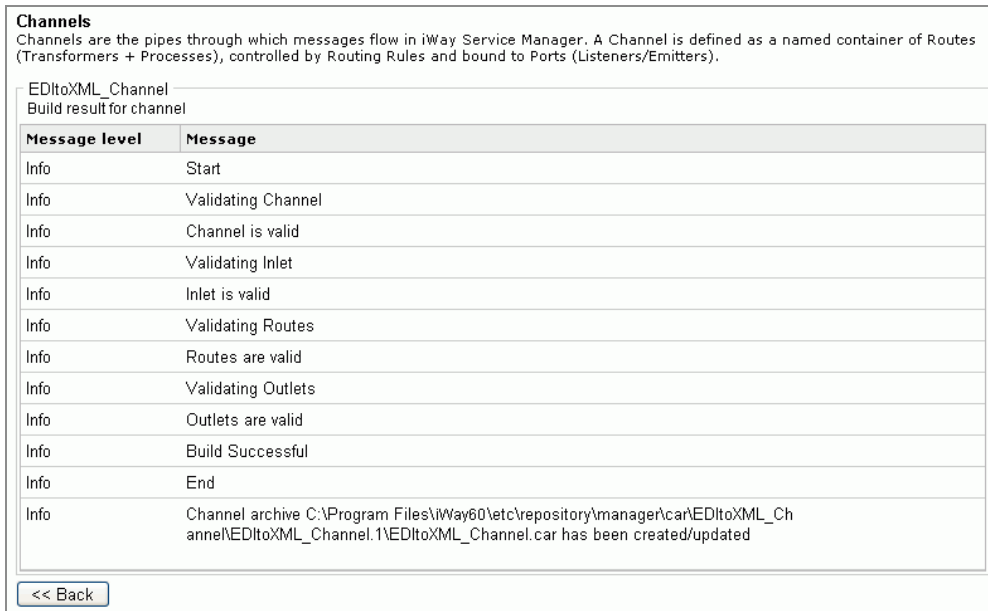 Channels
Channels are the pipes through which messages flow in iWay Service Manager. A Channel is defined as a named container of Routes
(Transformers + Processes), controlled by Routing Rules and bound to Ports (Listeners/Emitters).
EDItoXML_Channel
Build result for channel
Message level Message
Info Start
Info Validating Channel
Info Channel is valid
Info Validating Inlet
Info Inlet is valid
Info Validating Routes
Info Routes are valid
Info Validating Outlets
Info Outlets are valid
Info Build Successful
Info End
Info Channel archive C:\Program Files\iWay60\etc\repository\manager\car\EDItoXML_Ch
annel\EDItoXML_Channel.1\EDItoXML_Channel.car has been created/updated
<< Back